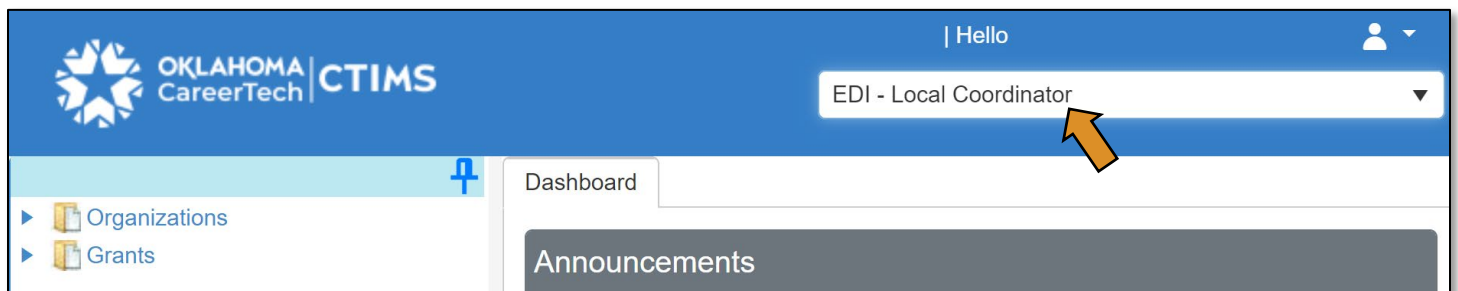 | Hello
OKLAHOMA
CareerTech
CTIMS
EDI - Local Coordinator
Dashboard
Organizations
Grants
Announcements